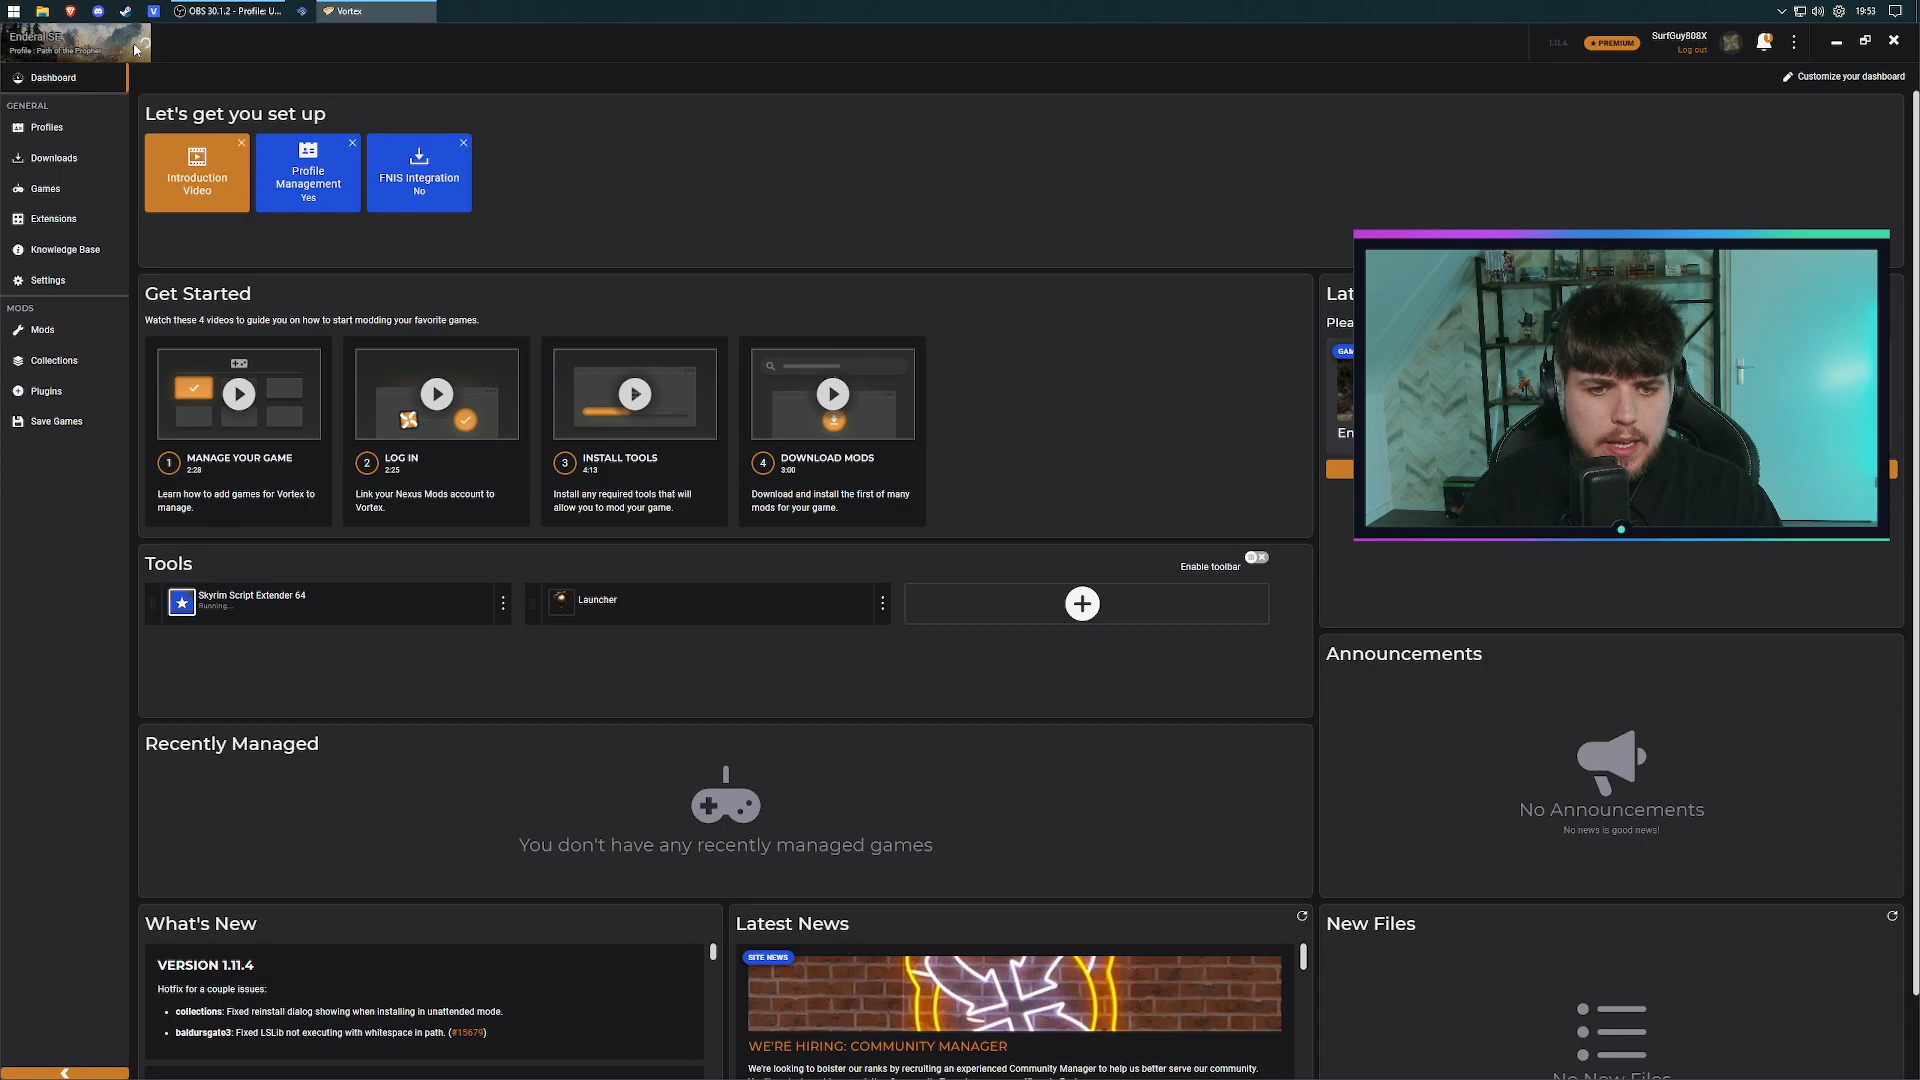 OBS 30.1.2 - Profile: U...
Vortex
19:53
Enderal SE
Profile : Path of the Prophet
1.11.4
PREMIUM
SurfGuy808X
Log out
Dashboard
Customize your dashboard
GENERAL
Profiles
Downloads
Games
Extensions
Knowledge Base
Settings
MODS
Mods
Collections
Plugins
Save Games
Let's get you set up
Introduction
Video
Profile
Management
Yes
FNIS Integration
No
Get Started
Watch these 4 videos to guide you on how to start modding your favorite games.
1
MANAGE YOUR GAME
2:28
Learn how to add games for Vortex to
manage.
2
LOG IN
2:25
Link your Nexus Mods account to
Vortex.
3
INSTALL TOOLS
4:13
Install any required tools that will
allow you to mod your game.
4
DOWNLOAD MODS
3:00
Download and install the first of many
mods for your game.
Lat
Plea
GAM
En
Tools
Enable toolbar
Skyrim Script Extender 64
Running...
Launcher
Recently Managed
You don't have any recently managed games
Announcements
No Announcements
No news is good news!
What's New
VERSION 1.11.4
Hotfix for a couple issues:
• collections: Fixed reinstall dialog showing when installing in unattended mode.
• baldursgate3: Fixed LSLib not executing with whitespace in path. (#15679)
Latest News
SITE NEWS
WE'RE HIRING: COMMUNITY MANAGER
We're looking to bolster our ranks by recruiting an experienced Community Manager to help us better serve our community.
New Files
No New Files